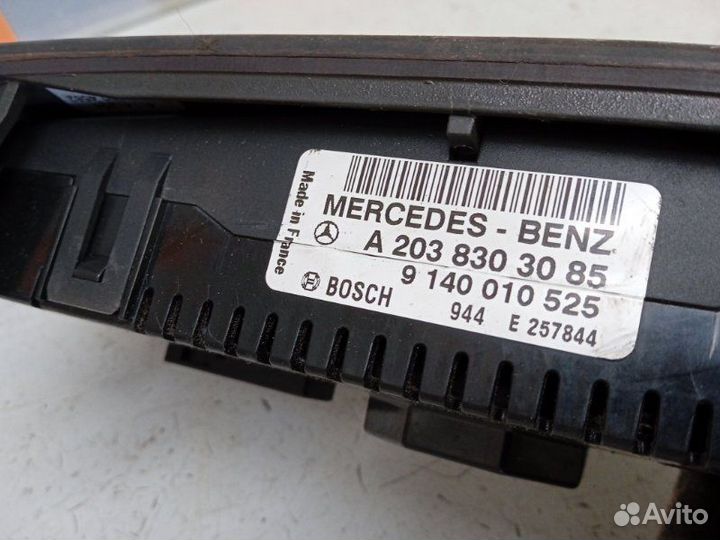 MERCEDES - BENZ
A 203 830 30 85
9 140 010 525
BOSCH 944 E 257844
Made in France
Avito